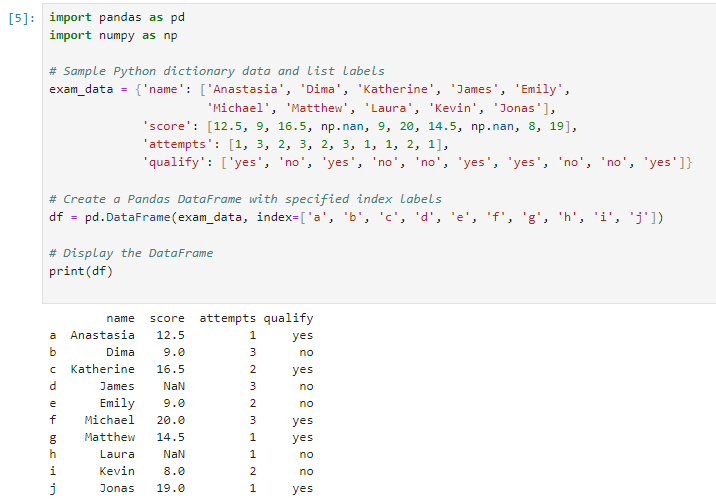 [5]: import pandas as pd
import numpy as np
# Sample Python dictionary data and list labels
exam_data = {'name': ['Anastasia', 'Dima', 'Katherine', 'James', 'Emily',
'Michael', 'Matthew', 'Laura', 'Kevin', 'Jonas'],
'score': [12.5, 9, 16.5, np.nan, 9, 20, 14.5, np.nan, 8, 19],
'attempts': [1, 3, 2, 3, 2, 3, 1, 1, 2, 1],
'qualify': ['yes', 'no', 'yes', 'no', 'no', 'yes', 'yes', 'no', 'no', 'yes']}
# Create a Pandas DataFrame with specified index labels
df = pd.DataFrame(exam_data, index=['a', 'b', 'c', 'd', 'e', 'f', 'g', 'h', 'i', 'j'])
# Display the DataFrame
print(df)
name score attempts qualify
a Anastasia 12.5 1 yes
b Dima 9.0 3 no
c Katherine 16.5 2 yes
d James NaN 3 no
e Emily 9.0 2 no
f Michael 20.0 3 yes
g Matthew 14.5 1 yes
h Laura NaN 1 no
i Kevin 8.0 2 no
j Jonas 19.0 1 yes